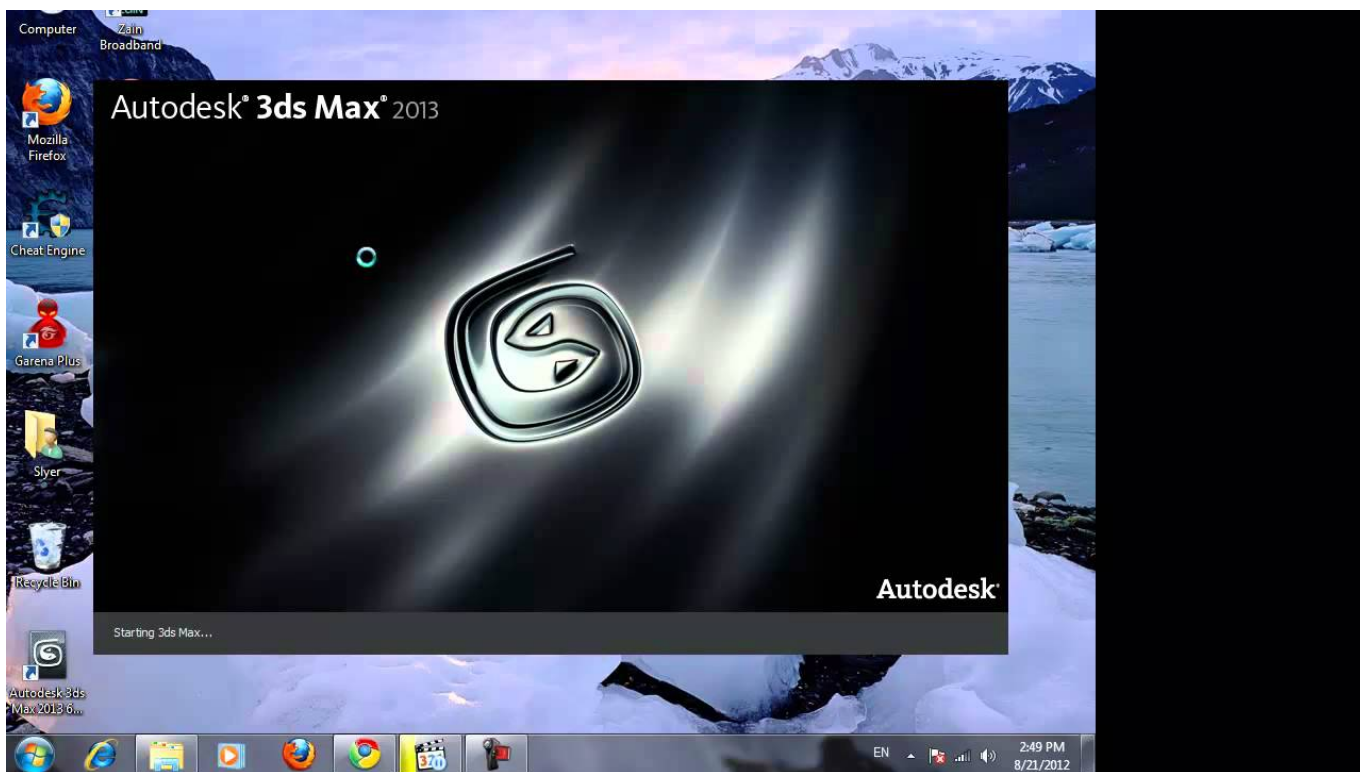 Computer
Zain
Broadband
Mozilla
Firefox
Cheat Engine
Garena Plus
Slyer
Recycle Bin
Autodesk 3ds
Max 2013 6...
Autodesk® 3ds Max® 2013
Autodesk®
Starting 3ds Max...
321
EN
2:49 PM
8/21/2012